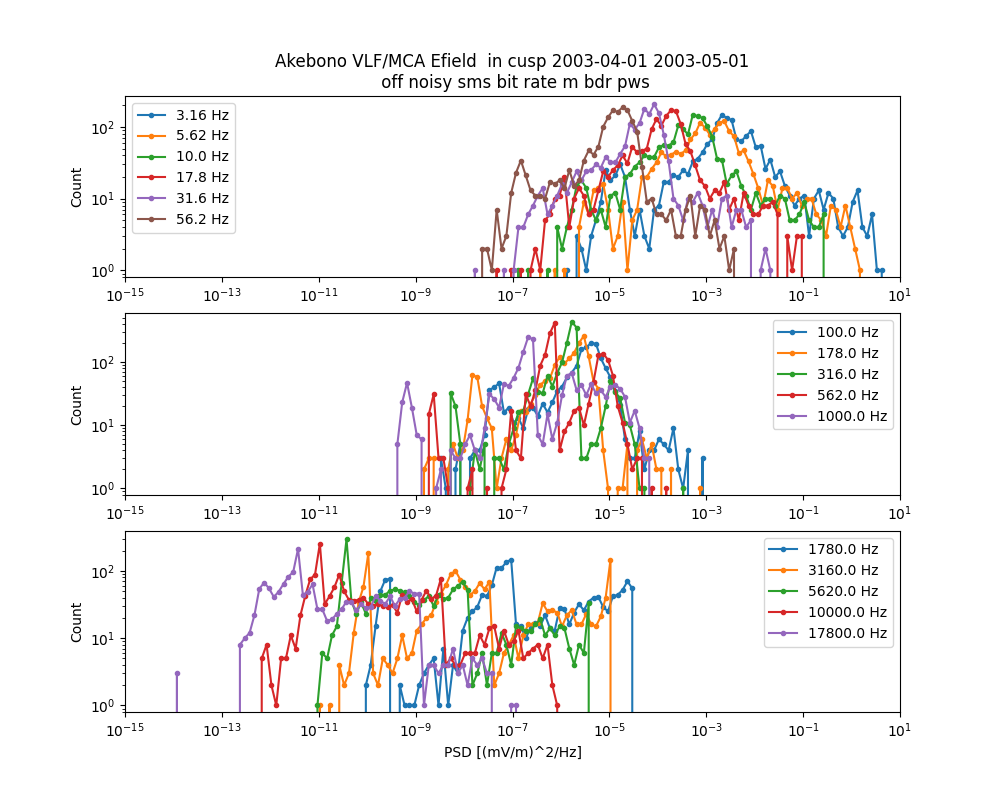 Akebono VLF/MCA Efield  in cusp 2003-04-01 2003-05-01
off noisy sms bit rate m bdr pws
Count
10^2
10^1
10^0
3.16 Hz
5.62 Hz
10.0 Hz
17.8 Hz
31.6 Hz
56.2 Hz
10^-15 10^-13 10^-11 10^-9 10^-7 10^-5 10^-3 10^-1 10^1
Count
10^2
10^1
10^0
100.0 Hz
178.0 Hz
316.0 Hz
562.0 Hz
1000.0 Hz
10^-15 10^-13 10^-11 10^-9 10^-7 10^-5 10^-3 10^-1 10^1
Count
10^2
10^1
10^0
1780.0 Hz
3160.0 Hz
5620.0 Hz
10000.0 Hz
17800.0 Hz
10^-15 10^-13 10^-11 10^-9 10^-7 10^-5 10^-3 10^-1 10^1
PSD [(mV/m)^2/Hz]